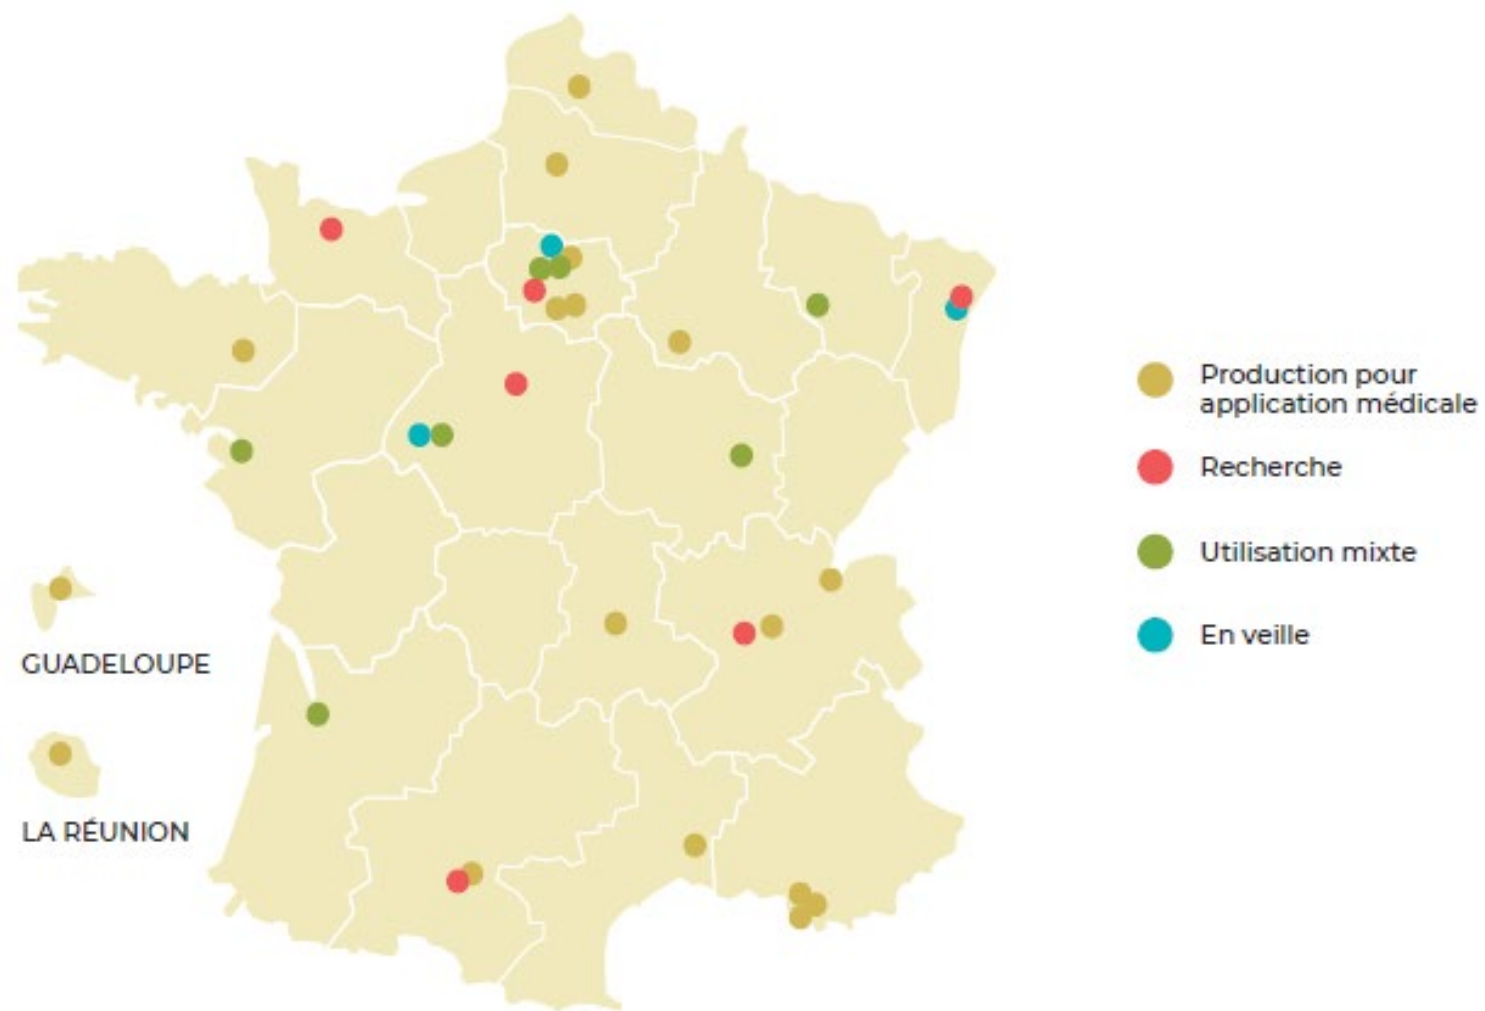 GUADELOUPE
LA RÉUNION
Production pour
application médicale
Recherche
Utilisation mixte
En veille